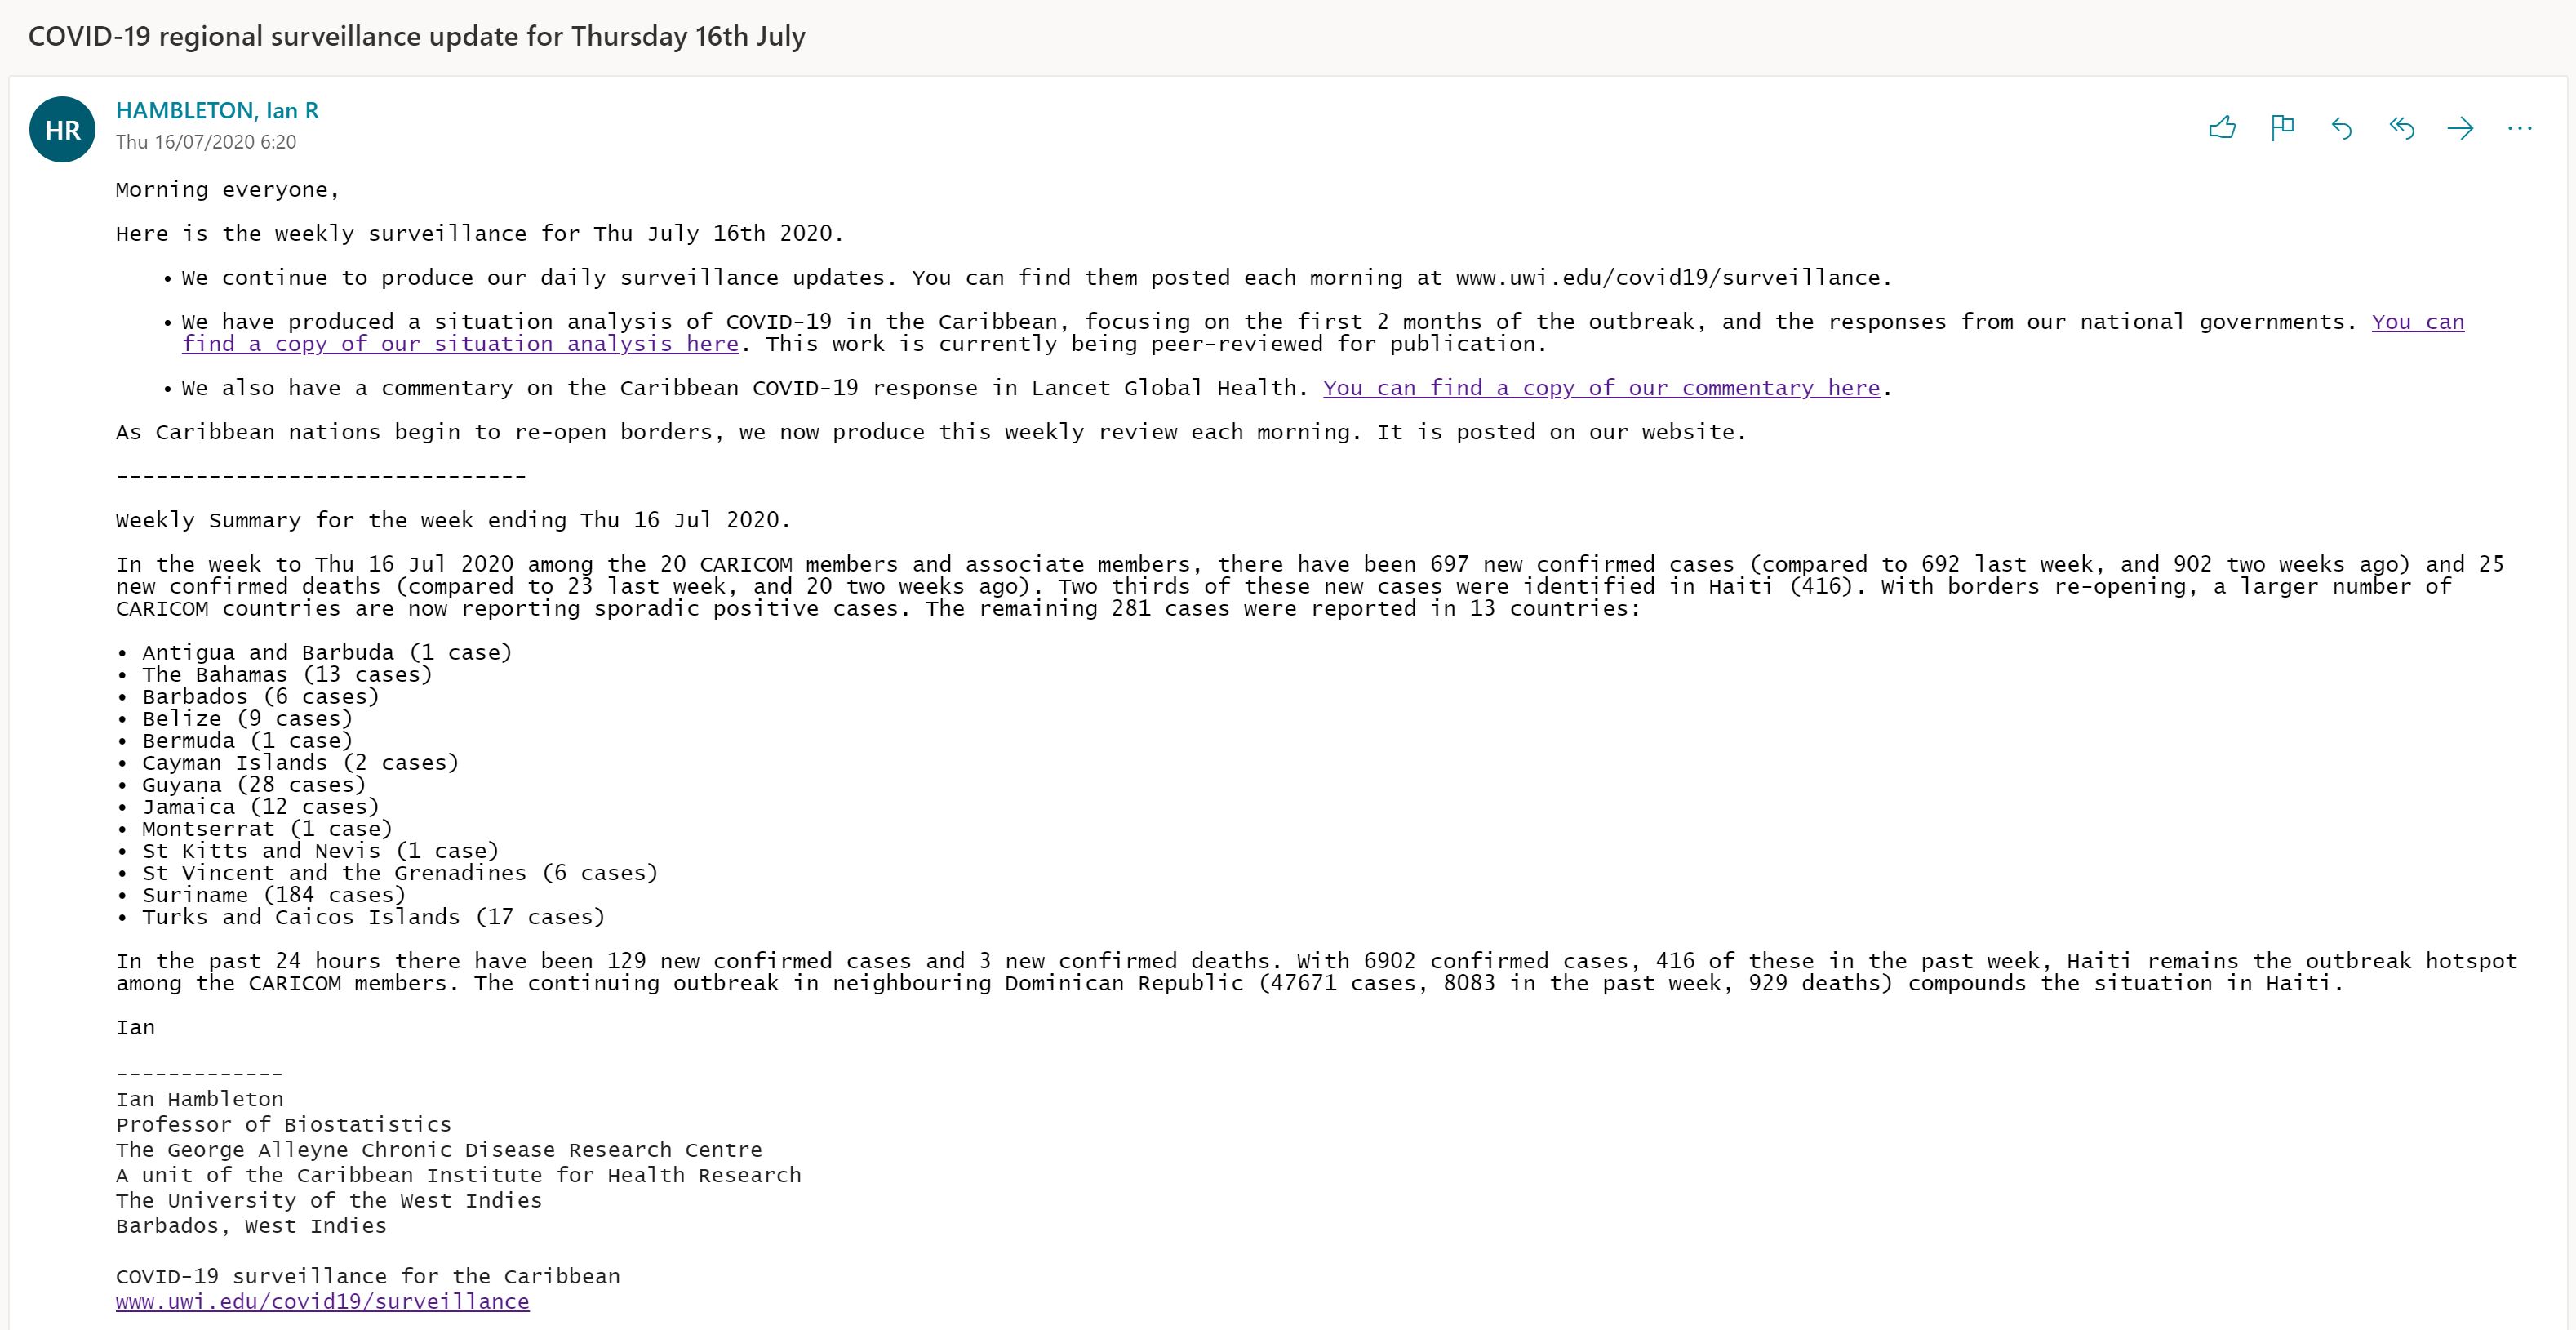 COVID-19 regional surveillance update for Thursday 16th July
HR
HAMBLETON, Ian R
Thu 16/07/2020 6:20
Morning everyone,
Here is the weekly surveillance for Thu July 16th 2020.
• We continue to produce our daily surveillance updates. You can find them posted each morning at www.uwi.edu/covid19/surveillance.
• We have produced a situation analysis of COVID-19 in the Caribbean, focusing on the first 2 months of the outbreak, and the responses from our national governments. You can
find a copy of our situation analysis here. This work is currently being peer-reviewed for publication.
• We also have a commentary on the Caribbean COVID-19 response in Lancet Global Health. You can find a copy of our commentary here.
As Caribbean nations begin to re-open borders, we now produce this weekly review each morning. It is posted on our website.
-------------------------------
Weekly Summary for the week ending Thu 16 Jul 2020.
In the week to Thu 16 Jul 2020 among the 20 CARICOM members and associate members, there have been 697 new confirmed cases (compared to 692 last week, and 902 two weeks ago) and 25
new confirmed deaths (compared to 23 last week, and 20 two weeks ago). Two thirds of these new cases were identified in Haiti (416). With borders re-opening, a larger number of
CARICOM countries are now reporting sporadic positive cases. The remaining 281 cases were reported in 13 countries:
• Antigua and Barbuda (1 case)
• The Bahamas (13 cases)
• Barbados (6 cases)
• Belize (9 cases)
• Bermuda (1 case)
• Cayman Islands (2 cases)
• Guyana (28 cases)
• Jamaica (12 cases)
• Montserrat (1 case)
• St Kitts and Nevis (1 case)
• St Vincent and the Grenadines (6 cases)
• Suriname (184 cases)
• Turks and Caicos Islands (17 cases)
In the past 24 hours there have been 129 new confirmed cases and 3 new confirmed deaths. With 6902 confirmed cases, 416 of these in the past week, Haiti remains the outbreak hotspot
among the CARICOM members. The continuing outbreak in neighbouring Dominican Republic (47671 cases, 8083 in the past week, 929 deaths) compounds the situation in Haiti.
Ian
-------------
Ian Hambleton
Professor of Biostatistics
The George Alleyne Chronic Disease Research Centre
A unit of the Caribbean Institute for Health Research
The University of the West Indies
Barbados, West Indies
COVID-19 surveillance for the Caribbean
www.uwi.edu/covid19/surveillance